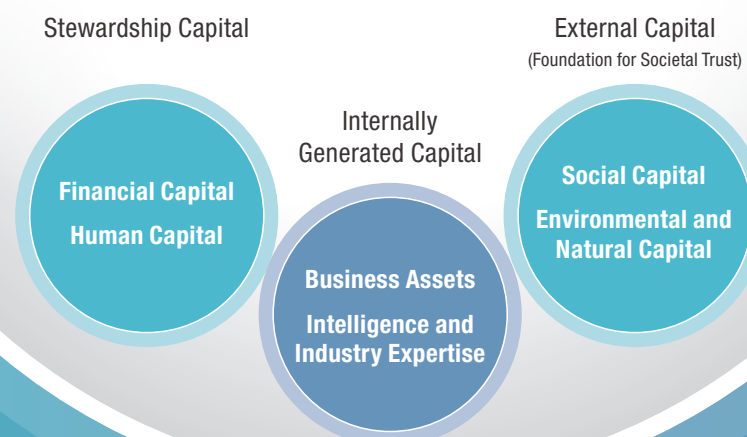 Stewardship Capital
Financial Capital
Human Capital
Internally
Generated Capital
Business Assets
Intelligence and
Industry Expertise
External Capital
(Foundation for Societal Trust)
Social Capital
Environmental and
Natural Capital